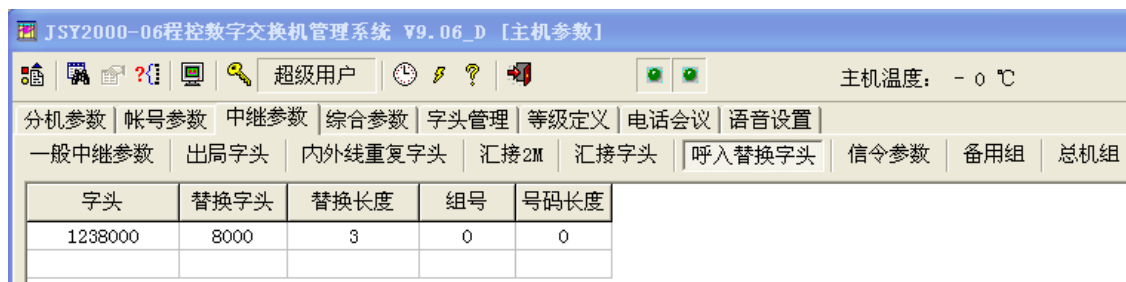 JSY2000-06程控数字交换机管理系统 V9.06_D [主机参数]
超级用户 主机温度： - 0 ℃
分机参数 帐号参数 中继参数 综合参数 字头管理 等级定义 电话会议 语音设置
一般中继参数 出局字头 内外线重复字头 汇接2M 汇接字头 呼入替换字头 信令参数 备用组 总机组
字头 替换字头 替换长度 组号 号码长度
1238000 8000 3 0 0